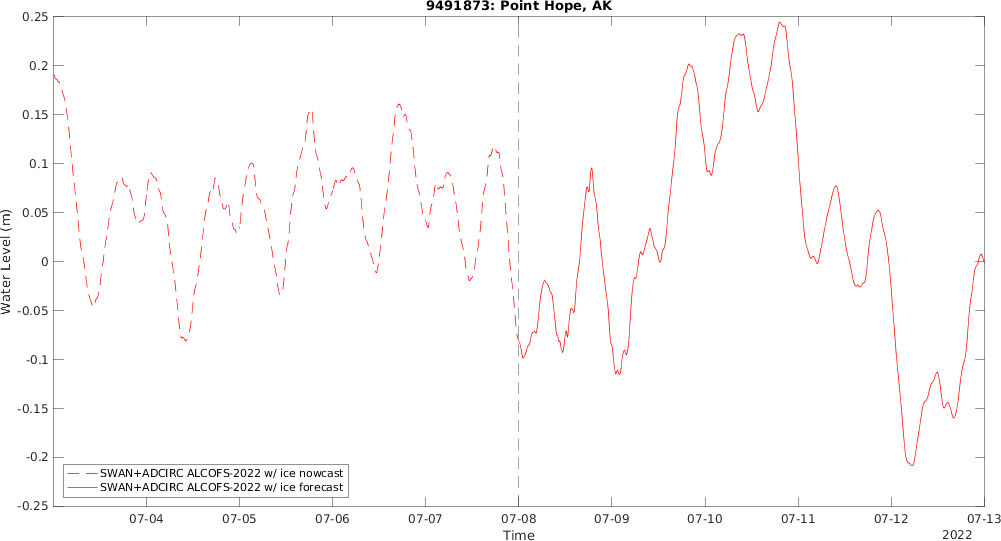 9491873: Point Hope, AK
0.25
0.2
0.15
0.1
0.05
0
-0.05
-0.1
-0.15
-0.2
-0.25
Water Level (m)
SWAN+ADCIRC ALCOFS-2022 w/ ice nowcast
SWAN+ADCIRC ALCOFS-2022 w/ ice forecast
07-04 07-05 07-06 07-07 07-08 07-09 07-10 07-11 07-12 07-13
Time
2022